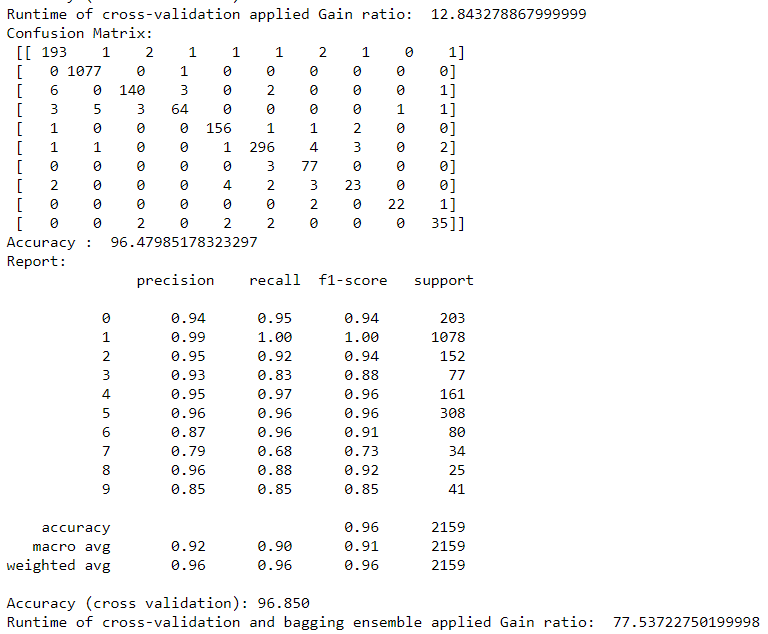 Runtime of cross-validation applied Gain ratio:  12.843278867999999
Confusion Matrix:
 [[ 193    1    2    1    1    1    2    1    0    1]
 [   0 1077    0    1    0    0    0    0    0    0]
 [   6    0  140    3    0    2    0    0    0    1]
 [   3    5    3   64    0    0    0    0    1    1]
 [   1    0    0    0  156    1    1    2    0    0]
 [   1    1    0    0    1  296    4    3    0    2]
 [   0    0    0    0    0    3   77    0    0    0]
 [   2    0    0    0    4    2    3   23    0    0]
 [   0    0    0    0    0    0    2    0   22    1]
 [   0    0    2    0    2    2    0    0    0   35]]
Accuracy :  96.47985178323297
Report:
              precision    recall  f1-score   support
           0       0.94      0.95      0.94       203
           1       0.99      1.00      1.00      1078
           2       0.95      0.92      0.94       152
           3       0.93      0.83      0.88        77
           4       0.95      0.97      0.96       161
           5       0.96      0.96      0.96       308
           6       0.87      0.96      0.91        80
           7       0.79      0.68      0.73        34
           8       0.96      0.88      0.92        25
           9       0.85      0.85      0.85        41
    accuracy                           0.96      2159
   macro avg       0.92      0.90      0.91      2159
weighted avg       0.96      0.96      0.96      2159
Accuracy (cross validation): 96.850
Runtime of cross-validation and bagging ensemble applied Gain ratio:  77.53722750199998